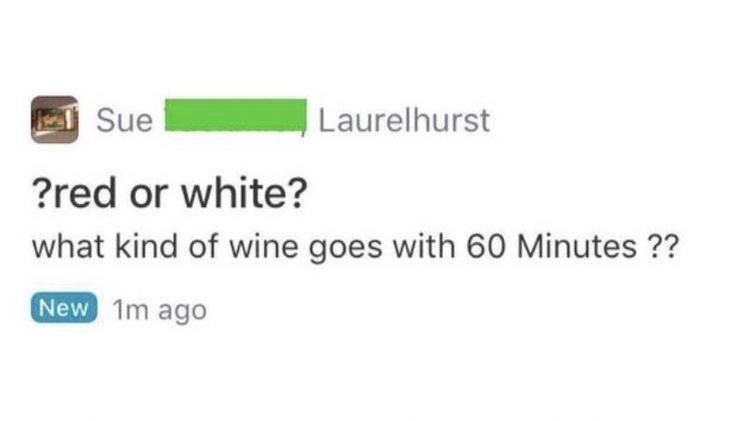 Sue , Laurelhurst
?red or white?
what kind of wine goes with 60 Minutes ??
New 1m ago